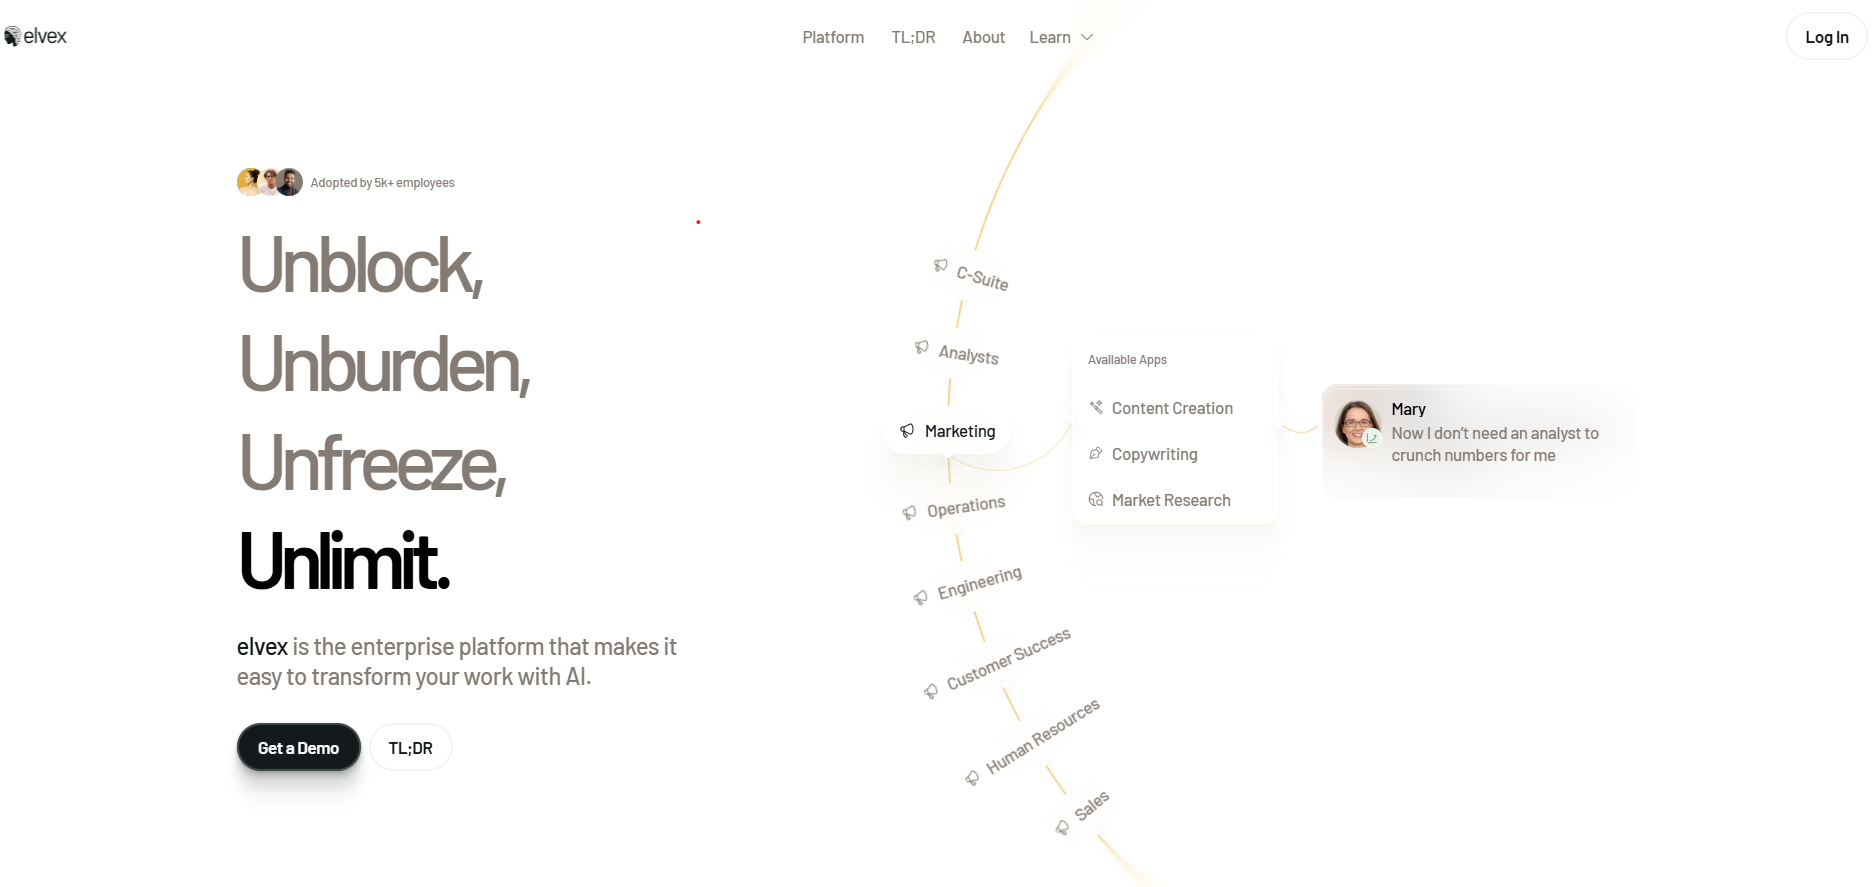 elvex
Platform
TL;DR
About
Learn
Log In
Adopted by 5k+ employees
Unblock,
Unburden,
Unfreeze,
Unlimit.
elvex is the enterprise platform that makes it
easy to transform your work with AI.
Get a Demo
TL;DR
C-Suite
Analysts
Marketing
Operations
Engineering
Customer Success
Human Resources
Sales
Available Apps
Content Creation
Copywriting
Market Research
Mary
Now I don’t need an analyst to
crunch numbers for me